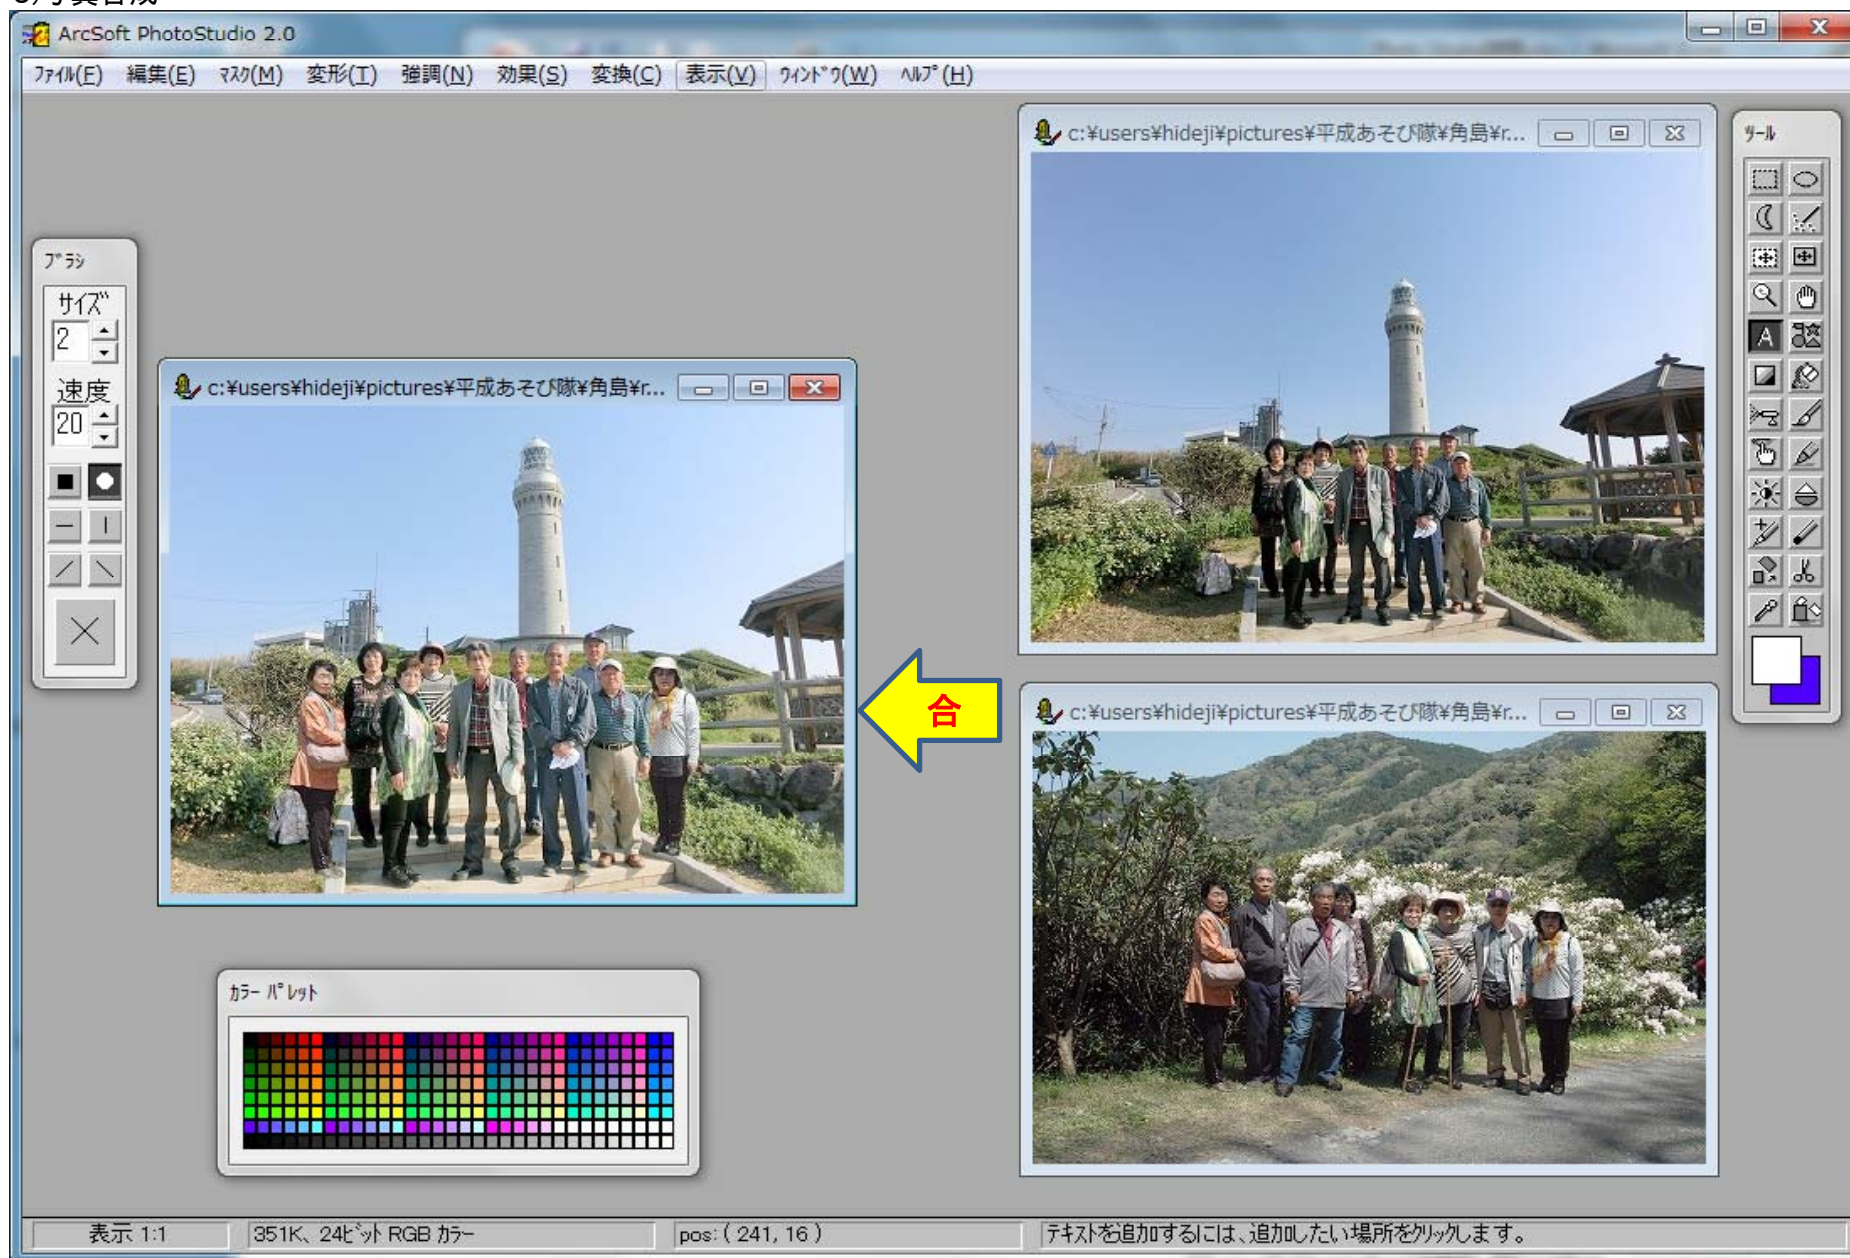 ArcSoft PhotoStudio 2.0
ﾌｧｲﾙ(F) 編集(E) ﾏｽｸ(M) 変形(T) 強調(N) 効果(S) 変換(C) 表示(V) ｳｨﾝﾄﾞｳ(W) ﾍﾙﾌﾟ(H)
c:¥users¥hideji¥pictures¥平成あそび隊¥角島¥r...
ﾂｰﾙ
A
ﾌﾞﾗｼ
サイズ
2
速度
20
c:¥users¥hideji¥pictures¥平成あそび隊¥角島¥r...
合
c:¥users¥hideji¥pictures¥平成あそび隊¥角島¥r...
ｶﾗｰ ﾊﾟﾚｯﾄ
表示 1:1
351K、24ﾋﾞｯﾄ RGB ｶﾗｰ
pos: ( 241, 16 )
ﾃｷｽﾄを追加するには、追加したい場所をｸﾘｯｸします。